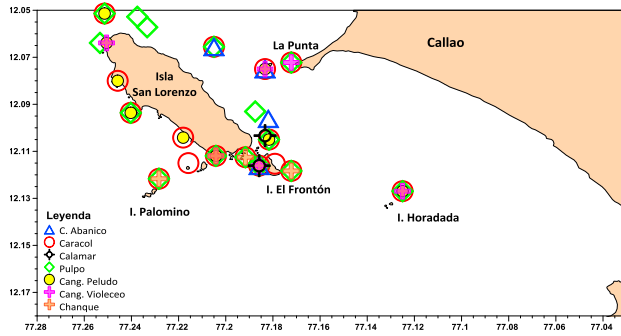 12.05
12.07
12.09
12.11
12.13
12.15
12.17
La Punta
Callao
Isla
San Lorenzo
I. El Frontón
I. Palomino
I. Horadada
Leyenda
C. Abanico
Caracol
Calamar
Pulpo
Cang. Peludo
Cang. Violeceo
Chanque
77.28 77.26 77.24 77.22 77.2 77.18 77.16 77.14 77.12 77.1 77.08 77.06 77.04